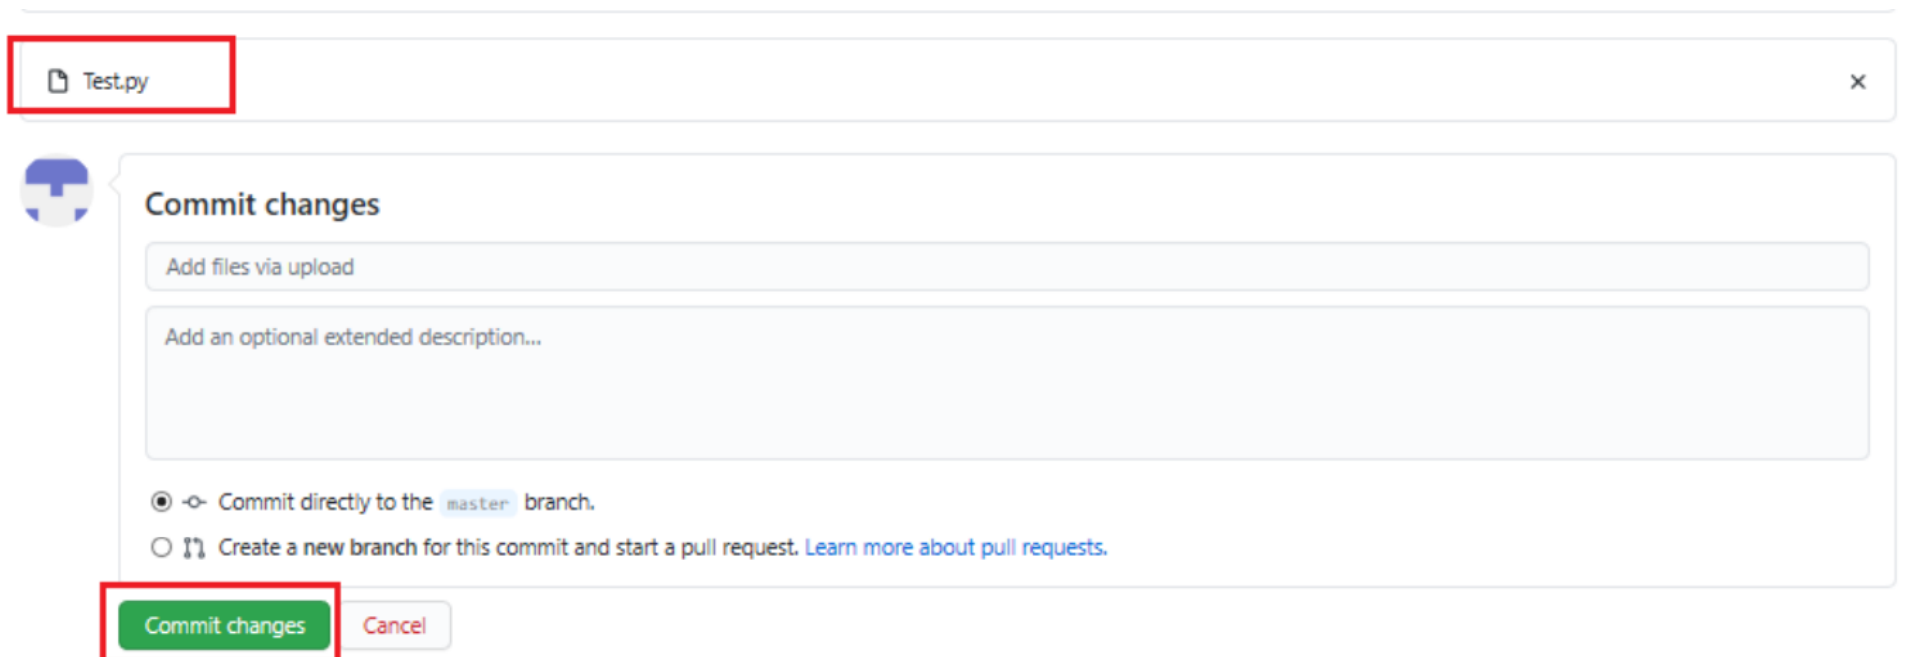 Test.py
Commit changes
Add files via upload
Add an optional extended description...
Commit directly to the master branch.
Create a new branch for this commit and start a pull request. Learn more about pull requests.
Commit changes Cancel